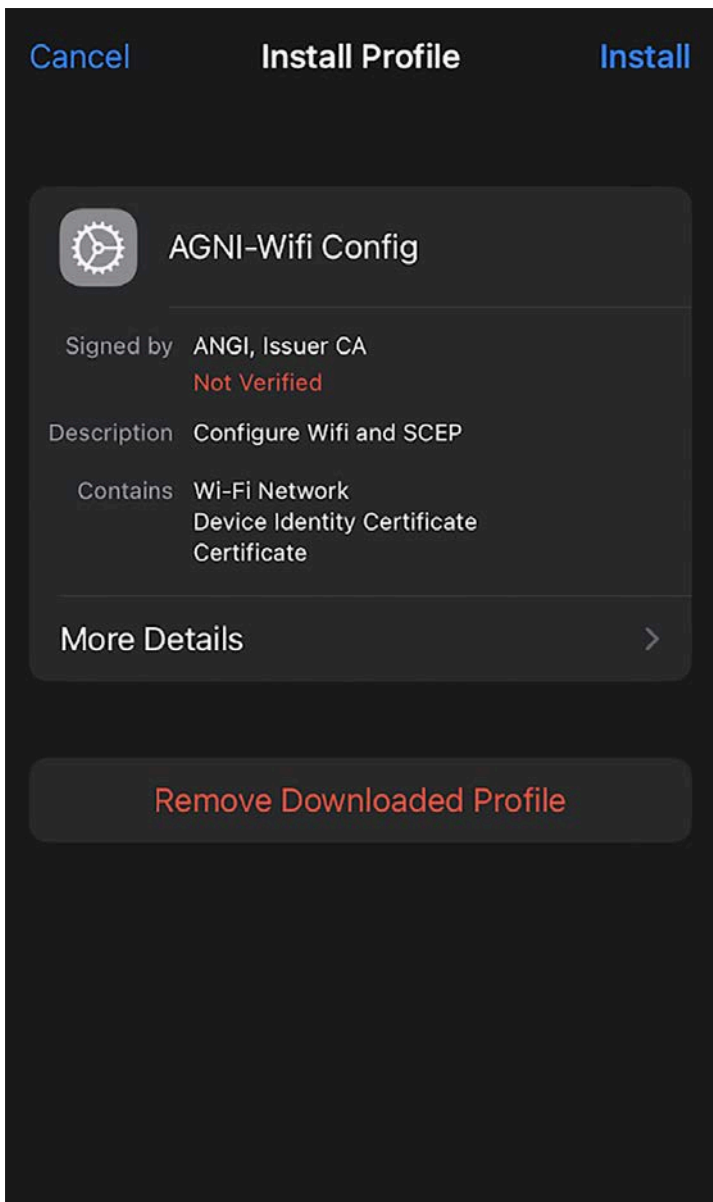 Cancel
Install Profile
Install
AGNI-Wifi Config
Signed by ANGI, Issuer CA
Not Verified
Description Configure Wifi and SCEP
Contains Wi-Fi Network
Device Identity Certificate
Certificate
More Details
Remove Downloaded Profile